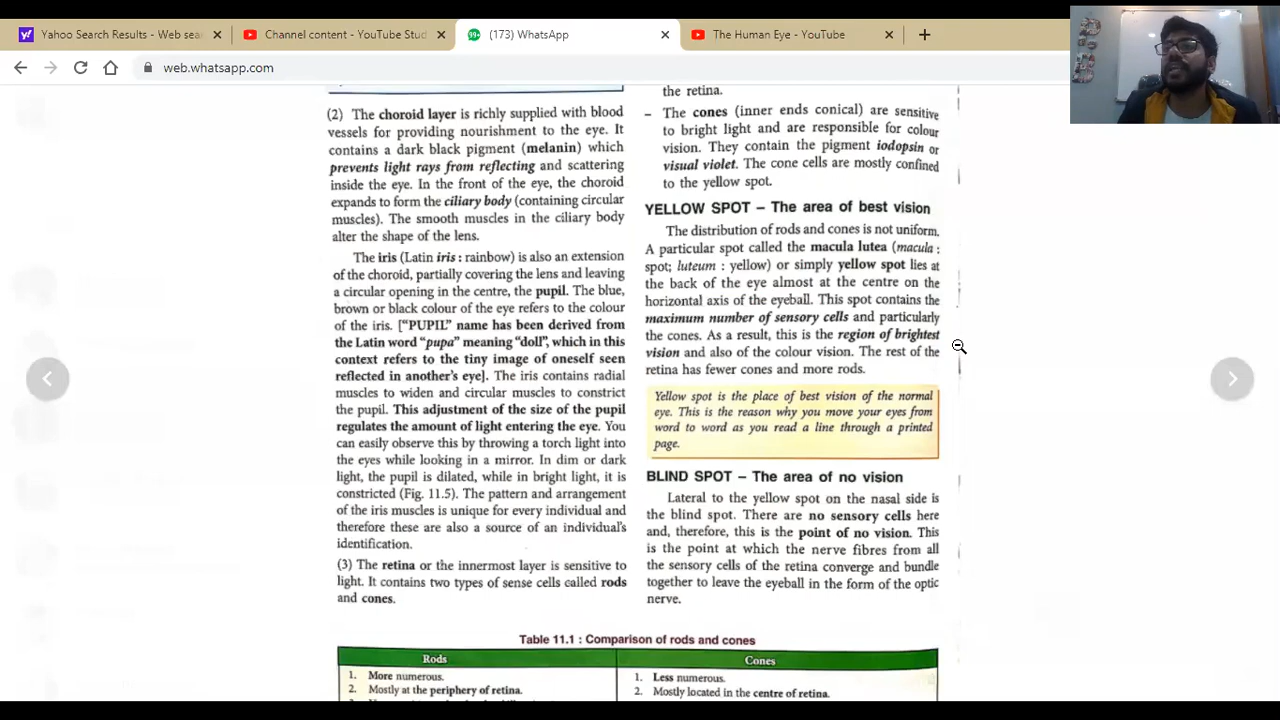 Yahoo Search Results - Web sea
Channel content - YouTube Stud
(173) WhatsApp
The Human Eye - YouTube
web.whatsapp.com
(2) The choroid layer is richly supplied with blood
vessels for providing nourishment to the eye. It
contains a dark black pigment (melanin) which
prevents light rays from reflecting and scattering
inside the eye. In the front of the eye, the choroid
expands to form the ciliary body (containing circular
muscles). The smooth muscles in the ciliary body
alter the shape of the lens.
The iris (Latin iris : rainbow) is also an extension
of the choroid, partially covering the lens and leaving
a circular opening in the centre, the pupil. The blue,
brown or black colour of the eye refers to the colour
of the iris. ["PUPIL" name has been derived from
the Latin word "pupa" meaning "doll", which in this
context refers to the tiny image of oneself seen
reflected in another's eye]. The iris contains radial
muscles to widen and circular muscles to constrict
the pupil. This adjustment of the size of the pupil
regulates the amount of light entering the eye. You
can easily observe this by throwing a torch light into
the eyes while looking in a mirror. In dim or dark
light, the pupil is dilated, while in bright light, it is
constricted (Fig. 11.5). The pattern and arrangement
of the iris muscles is unique for every individual and
therefore these are also a source of an individual's
identification.
(3) The retina or the innermost layer is sensitive to
light. It contains two types of sense cells called rods
and cones.
the retina.
– The cones (inner ends conical) are sensitive
to bright light and are responsible for colour
vision. They contain the pigment iodopsin or
visual violet. The cone cells are mostly confined
to the yellow spot.
YELLOW SPOT – The area of best vision
The distribution of rods and cones is not uniform.
A particular spot called the macula lutea (macula :
spot; luteum : yellow) or simply yellow spot lies at
the back of the eye almost at the centre on the
horizontal axis of the eyeball. This spot contains the
maximum number of sensory cells and particularly
the cones. As a result, this is the region of brightest
vision and also of the colour vision. The rest of the
retina has fewer cones and more rods.
Yellow spot is the place of best vision of the normal
eye. This is the reason why you move your eyes from
word to word as you read a line through a printed
page.
BLIND SPOT – The area of no vision
Lateral to the yellow spot on the nasal side is
the blind spot. There are no sensory cells here
and, therefore, this is the point of no vision. This
is the point at which the nerve fibres from all
the sensory cells of the retina converge and bundle
together to leave the eyeball in the form of the optic
nerve.
Table 11.1 : Comparison of rods and cones
Rods
Cones
1. More numerous.
1. Less numerous.
2. Mostly at the periphery of retina.
2. Mostly located in the centre of retina.